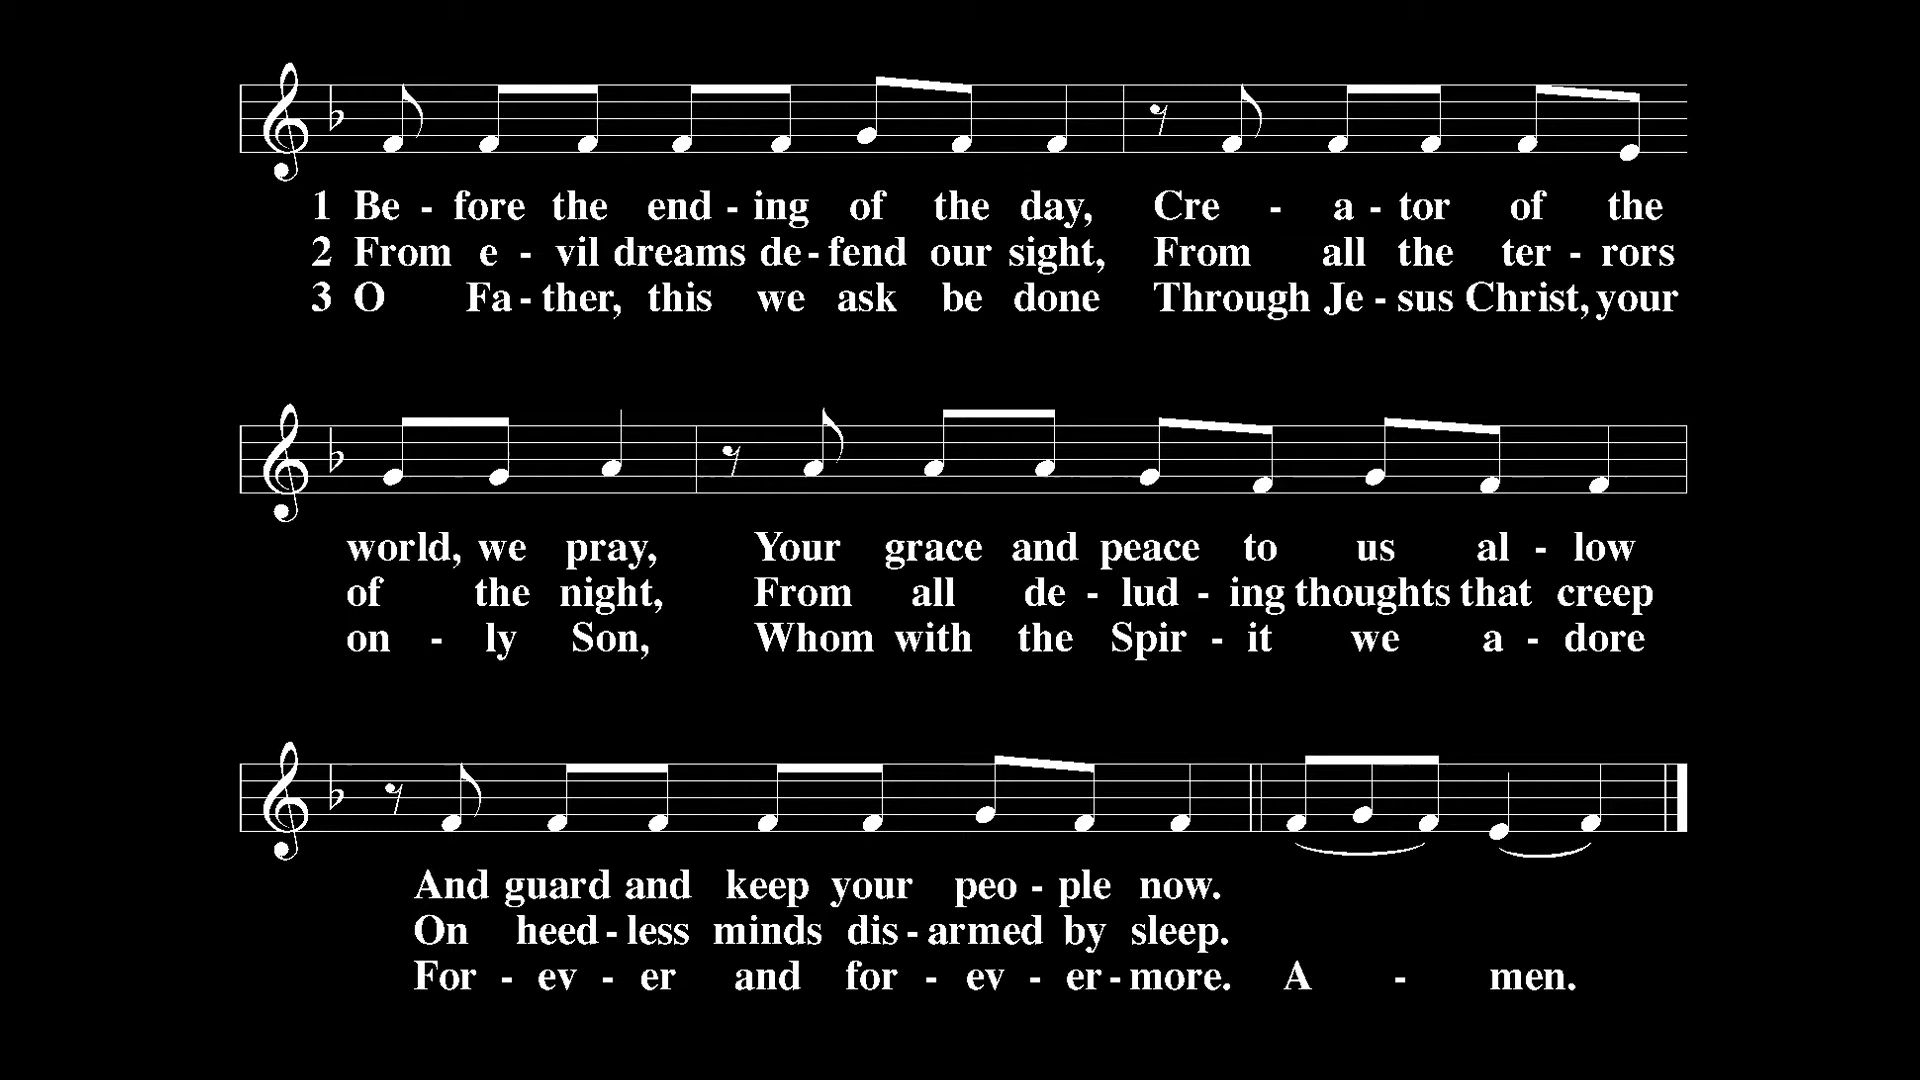 1 Be - fore the end - ing of the day, Cre - a - tor of the
2 From e - vil dreams de - fend our sight, From all the ter - rors
3 O Fa - ther, this we ask be done Through Je - sus Christ, your
world, we pray, Your grace and peace to us al - low
of the night, From all de - lud - ing thoughts that creep
on - ly Son, Whom with the Spir - it we a - dore
And guard and keep your peo - ple now.
On heed - less minds dis - armed by sleep.
For - ev - er and for - ev - er - more. A - men.